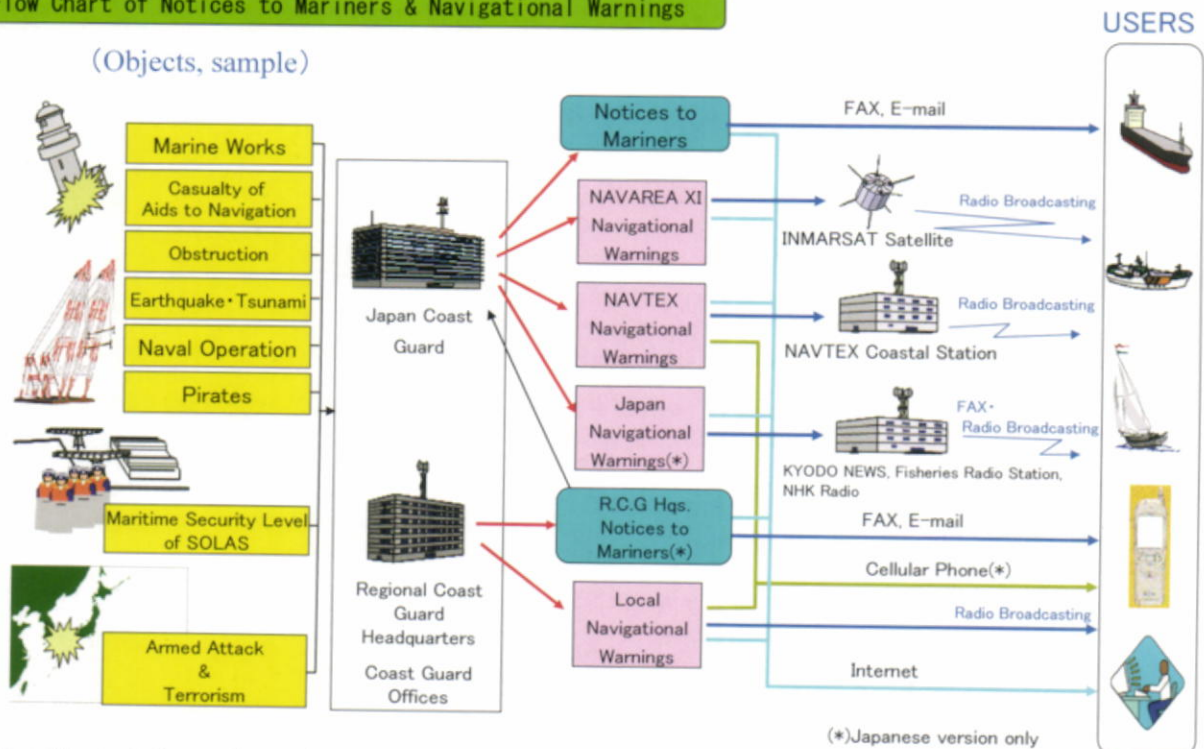 Flow Chart of Notices to Mariners & Navigational Warnings
USERS
(Objects, sample)
Marine Works
Casualty of
Aids to Navigation
Obstruction
Earthquake・Tsunami
Naval Operation
Pirates
Maritime Security Level
of SOLAS
Armed Attack
&
Terrorism
Japan Coast
Guard
Regional Coast
Guard
Headquarters
Coast Guard
Offices
Notices to
Mariners
NAVAREA XI
Navigational
Warnings
NAVTEX
Navigational
Warnings
Japan
Navigational
Warnings(*)
R.C.G Hqs.
Notices to
Mariners(*)
Local
Navigational
Warnings
FAX, E-mail
Radio Broadcasting
INMARSAT Satellite
Radio Broadcasting
NAVTEX Coastal Station
FAX・
Radio Broadcasting
KYODO NEWS, Fisheries Radio Station,
NHK Radio
FAX, E-mail
Cellular Phone(*)
Radio Broadcasting
Internet
(*)Japanese version only